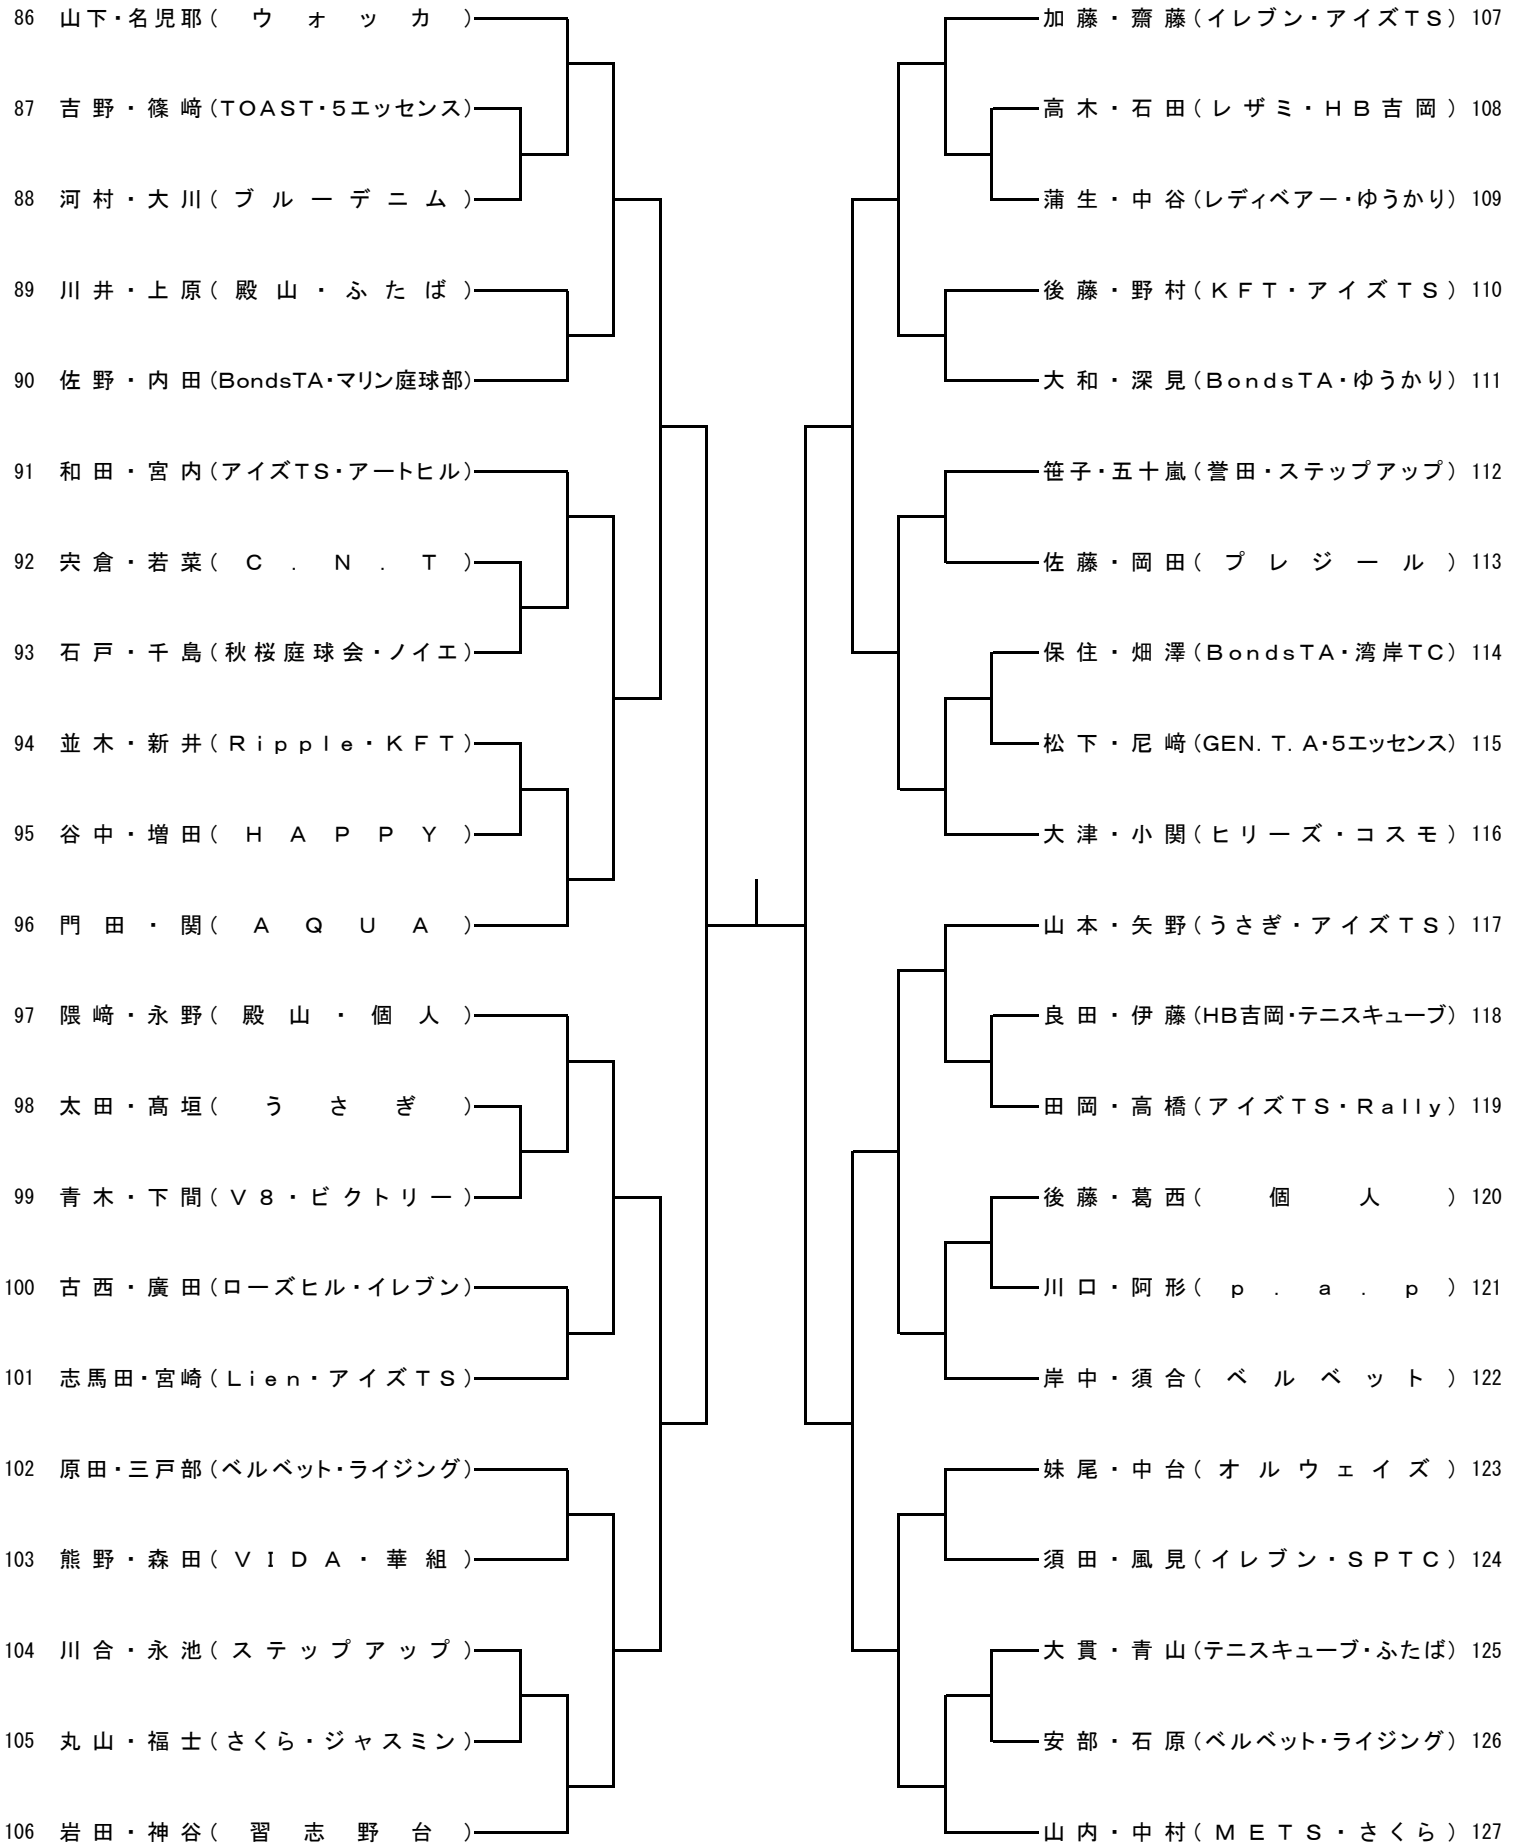 86 山下・名児耶(ウォッカ)
87 吉野・篠﨑(TOAST・5エッセンス)
88 河村・大川(ブルーデニム)
89 川井・上原(殿山・ふたば)
90 佐野・内田(BondsTA・マリン庭球部)
91 和田・宮内(アイズTS・アートヒル)
92 宍倉・若菜(C.N.T)
93 石戸・千島(秋桜庭球会・ノイエ)
94 並木・新井(Ripple・KFT)
95 谷中・増田(HAPPY)
96 門田・関(AQUA)
97 隈﨑・永野(殿山・個人)
98 太田・髙垣(うさぎ)
99 青木・下間(V8・ビクトリー)
100 古西・廣田(ローズヒル・イレブン)
101 志馬田・宮崎(Lien・アイズTS)
102 原田・三戸部(ベルベット・ライジング)
103 熊野・森田(VIDA・華組)
104 川合・永池(ステップアップ)
105 丸山・福士(さくら・ジャスミン)
106 岩田・神谷(習志野台)
加藤・齋藤(イレブン・アイズTS) 107
高木・石田(レザミ・HB吉岡) 108
蒲生・中谷(レディベアー・ゆうかり) 109
後藤・野村(KFT・アイズTS) 110
大和・深見(BondsTA・ゆうかり) 111
笹子・五十嵐(誉田・ステップアップ) 112
佐藤・岡田(プレジール) 113
保住・畑澤(BondsTA・湾岸TC) 114
松下・尼﨑(GEN.T.A・5エッセンス) 115
大津・小関(ヒリーズ・コスモ) 116
山本・矢野(うさぎ・アイズTS) 117
良田・伊藤(HB吉岡・テニスキューブ) 118
田岡・高橋(アイズTS・Rally) 119
後藤・葛西(個人) 120
川口・阿形(p.a.p) 121
岸中・須合(ベルベット) 122
妹尾・中台(オルウェイズ) 123
須田・風見(イレブン・SPTC) 124
大貫・青山(テニスキューブ・ふたば) 125
安部・石原(ベルベット・ライジング) 126
山内・中村(METS・さくら) 127